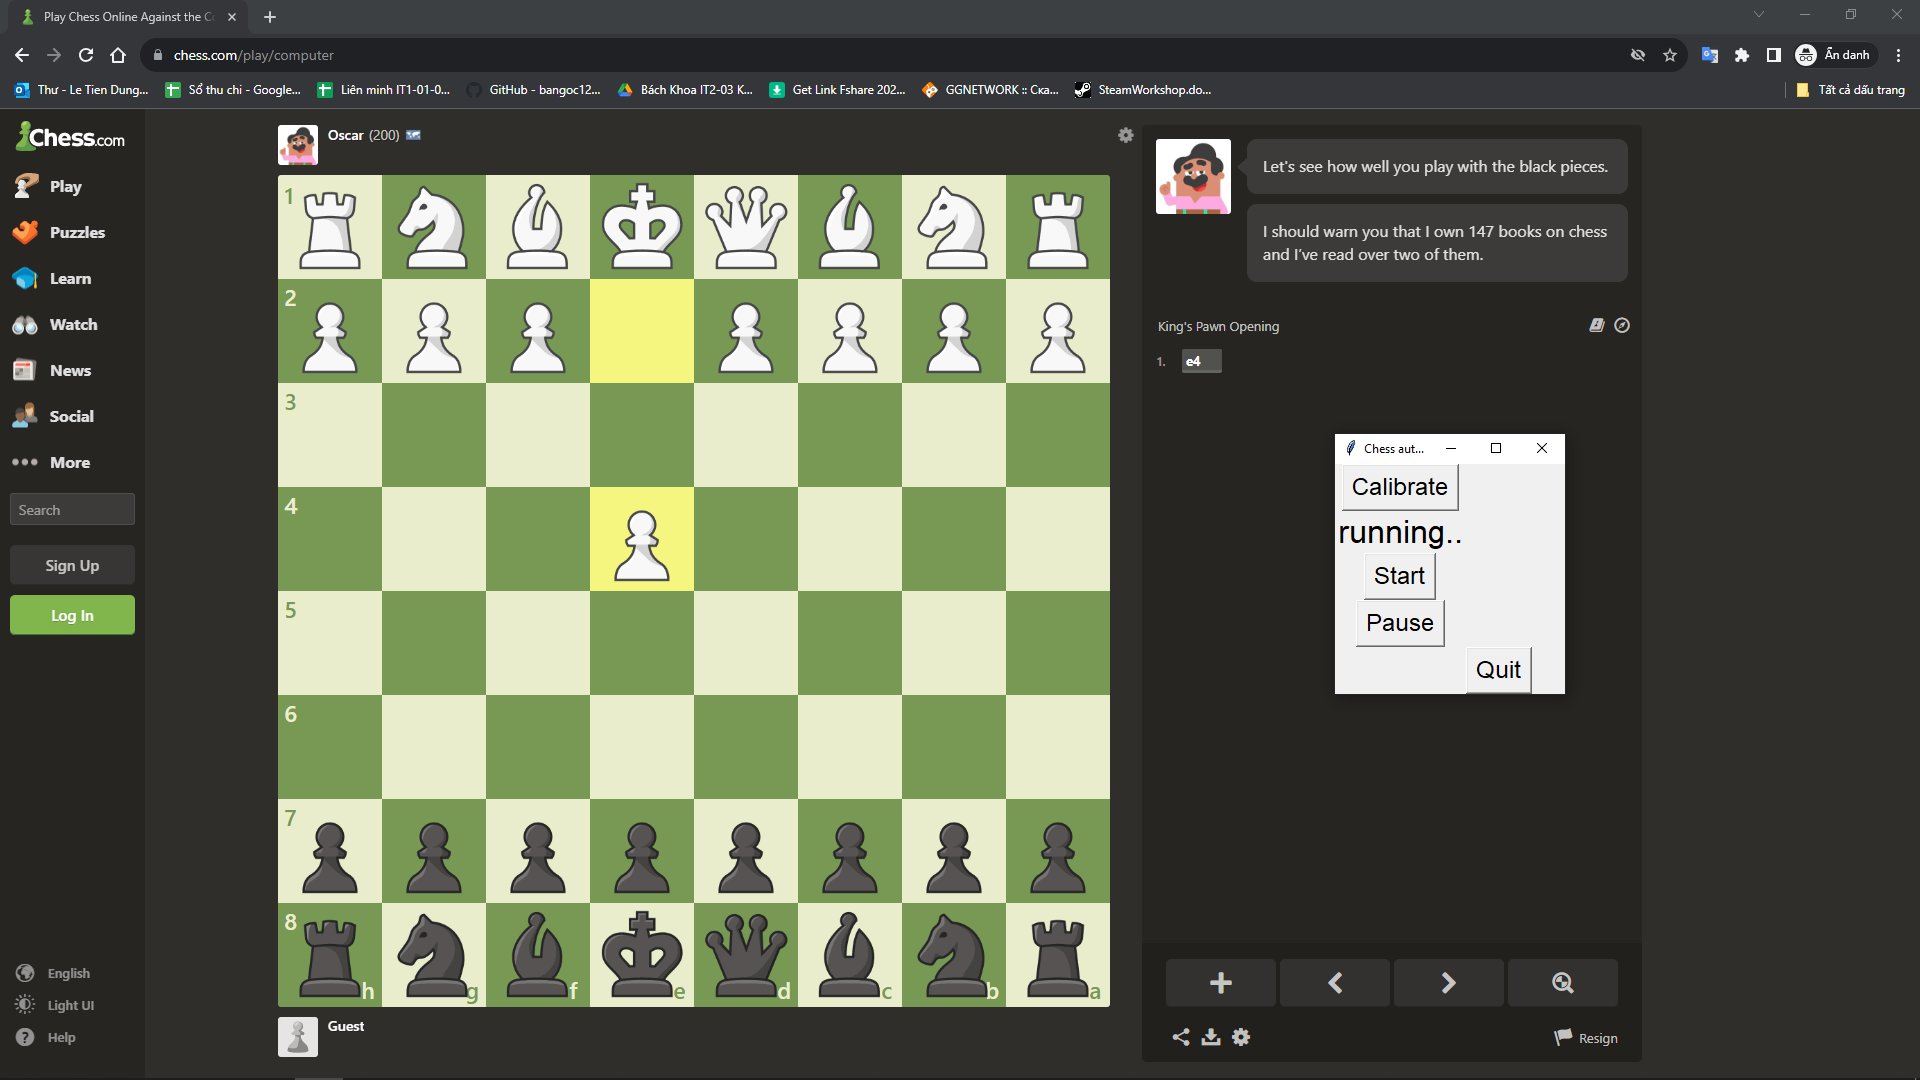 Play Chess Online Against the C
chess.com/play/computer
Ẩn danh
Thư - Le Tien Dung...
Sổ thu chi - Google...
Liên minh IT1-01-0...
GitHub - bangoc12...
Bách Khoa IT2-03 K...
Get Link Fshare 202...
GGNETWORK :: Ска...
SteamWorkshop.do...
Tất cả dấu trang
Chess.com
Play
Puzzles
Learn
Watch
News
Social
More
Search
Sign Up
Log In
English
Light UI
Help
Oscar (200)
1
2
3
4
5
6
7
8
h g f e d c b a
Guest
Let's see how well you play with the black pieces.
I should warn you that I own 147 books on chess
and I've read over two of them.
King's Pawn Opening
1. e4
Chess aut...
Calibrate
running..
Start
Pause
Quit
Resign